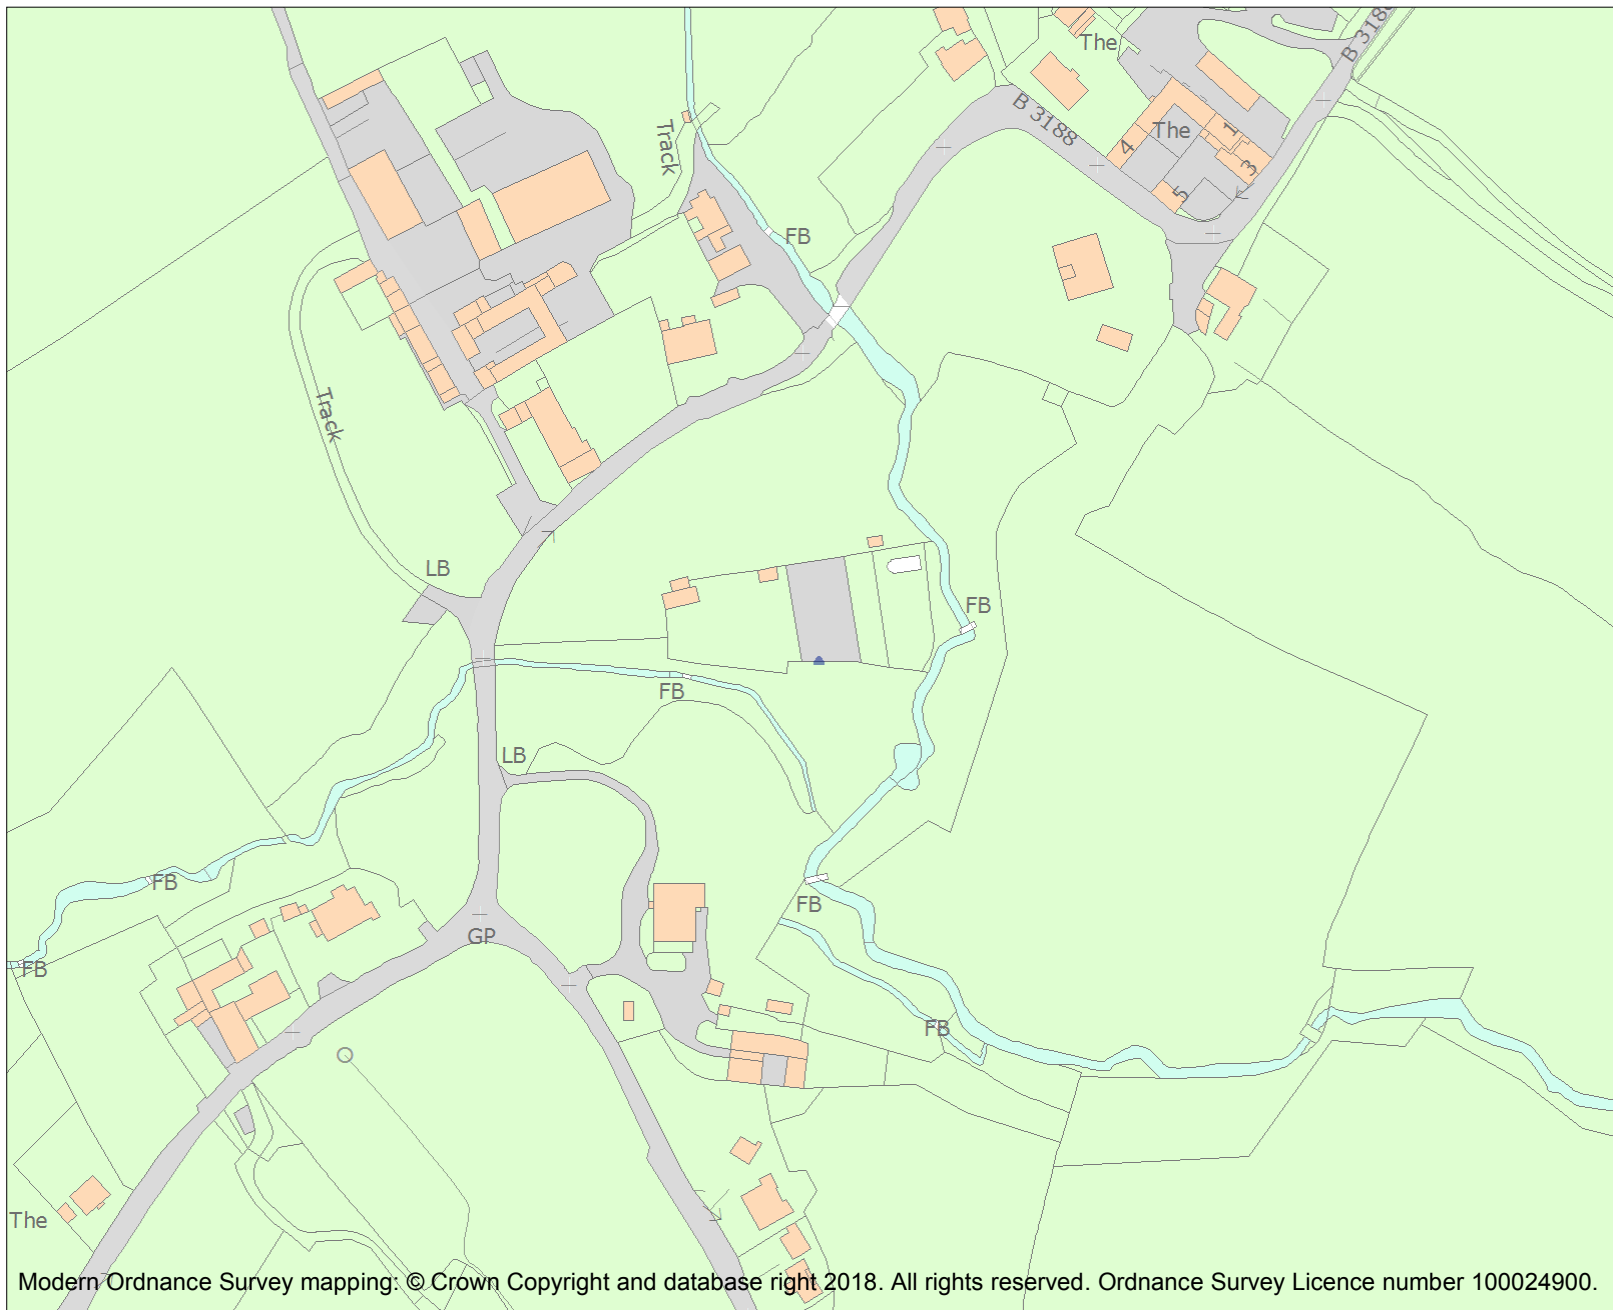 B 3188
The
B 3188
The
1
4
3
5
Track
FB
Track
LB
FB
FB
LB
FB
FB
GP
FB
FB
The
Modern Ordnance Survey mapping: © Crown Copyright and database right 2018. All rights reserved. Ordnance Survey Licence number 100024900.